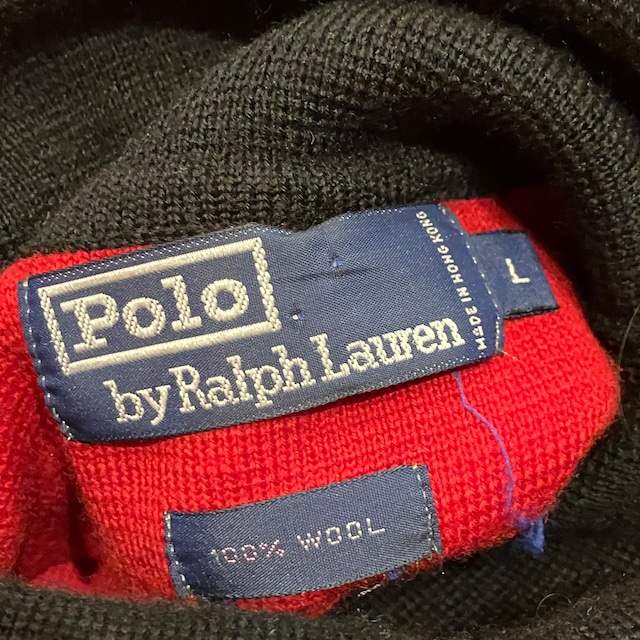 Polo
by Ralph Lauren
MADE IN HONG KONG
L
100% WOOL